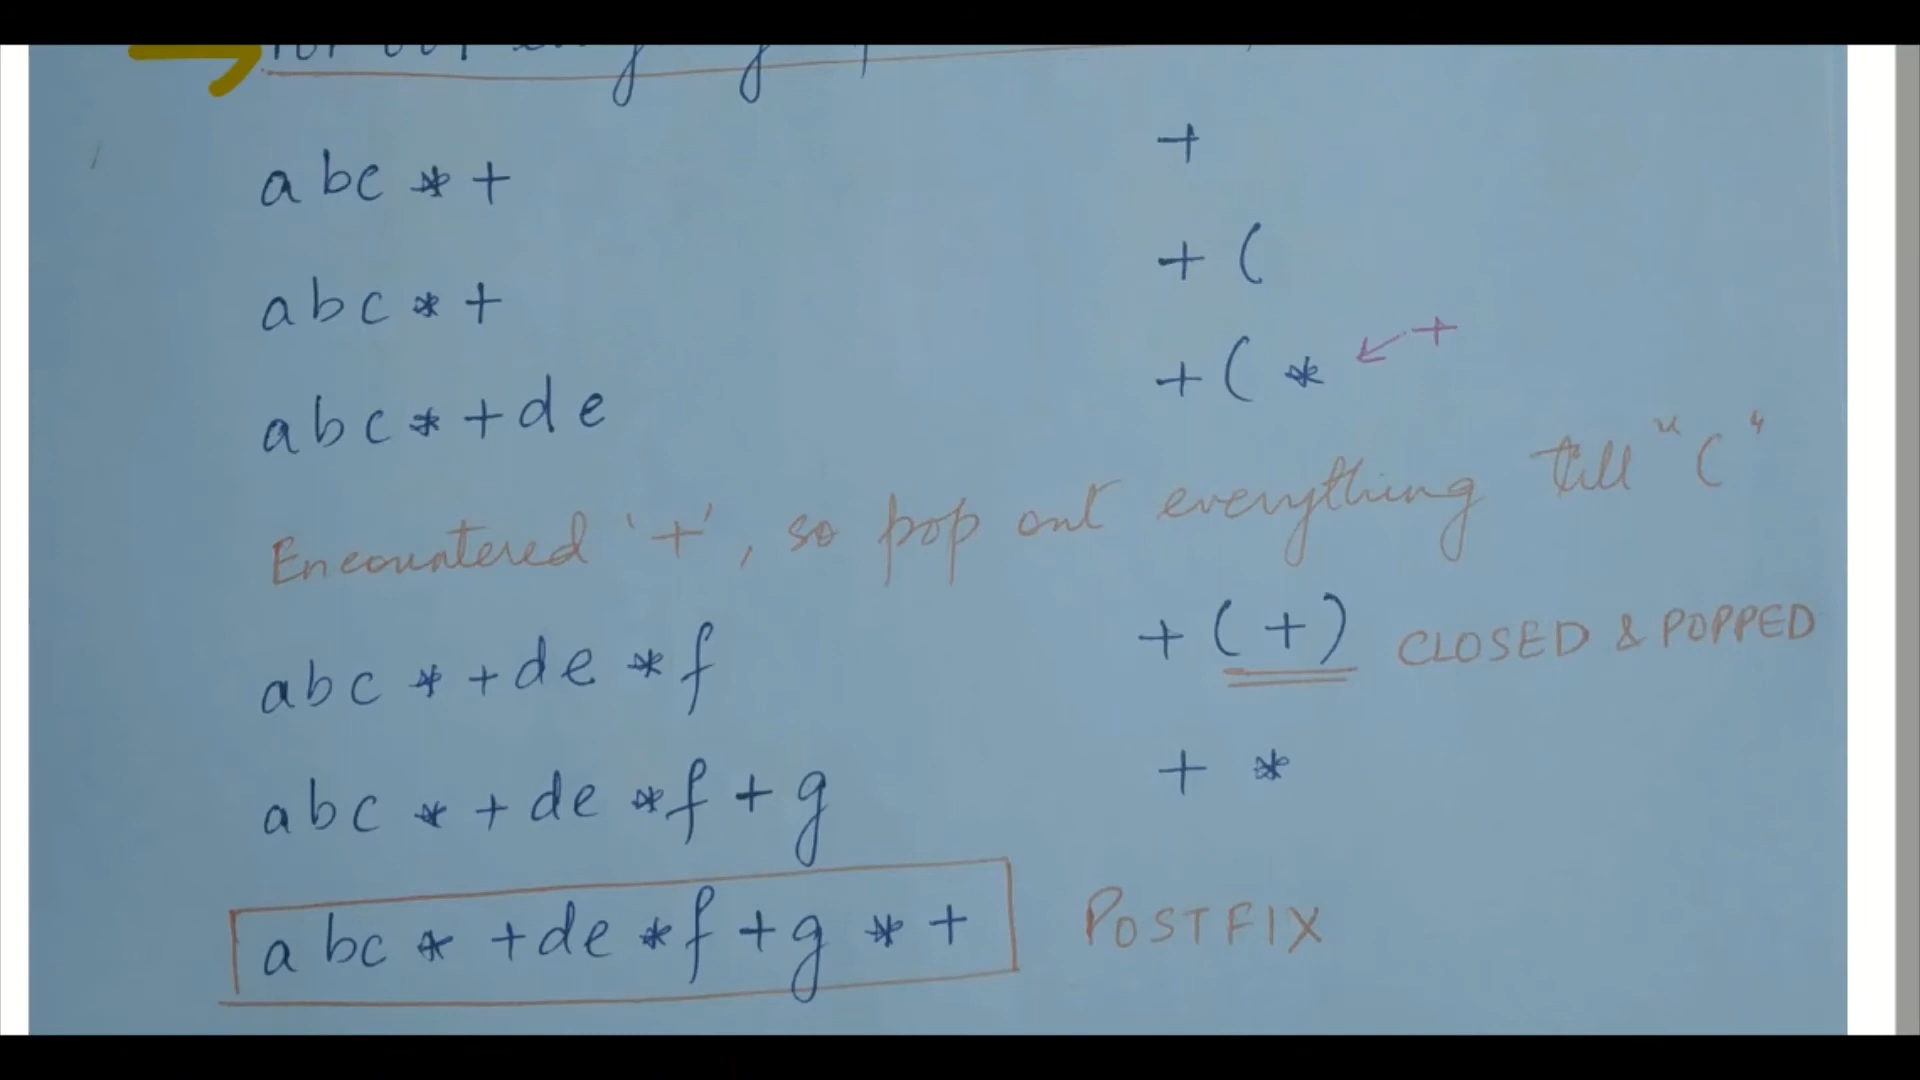 abc * + +
abc * + + (
abc * + de + ( * +
Encountered '+', so pop out everything till "("
abc * + de * f + (+) CLOSED & POPPED
abc * + de * f + g + *
abc * + de * f + g * + POSTFIX